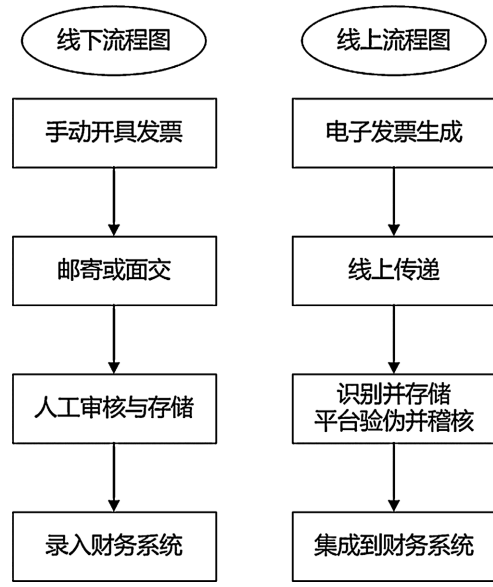 线下流程图
手动开具发票
邮寄或面交
人工审核与存储
录入财务系统
线上流程图
电子发票生成
线上传递
识别并存储
平台验伪并稽核
集成到财务系统